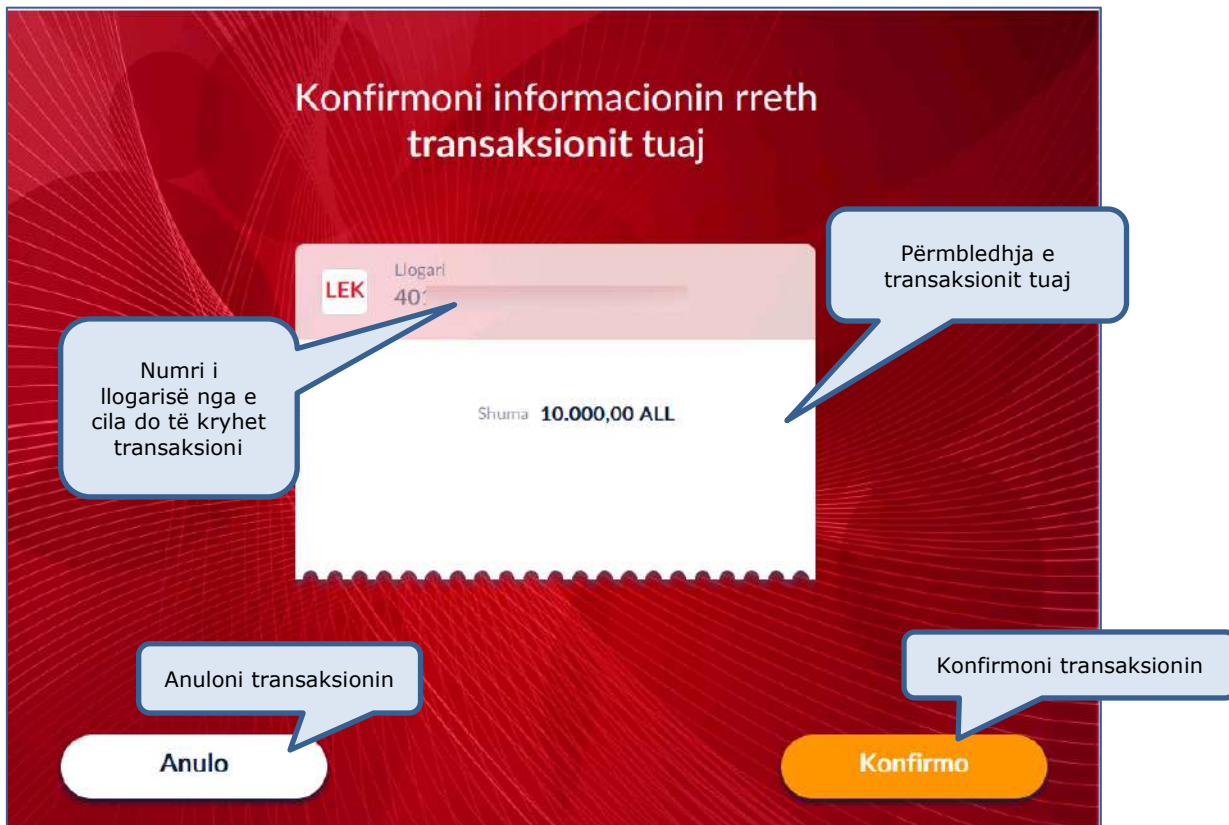 Konfirmoni informacionin rreth
transaksionit tuaj
Përmbledhja e
transaksionit tuaj
LEK
Llogari
401
Numri i
llogarisë nga e
cila do të kryhet
transaksioni
Shuma 10.000,00 ALL
Anuloni transaksionin
Konfirmoni transaksionin
Anulo
Konfirmo